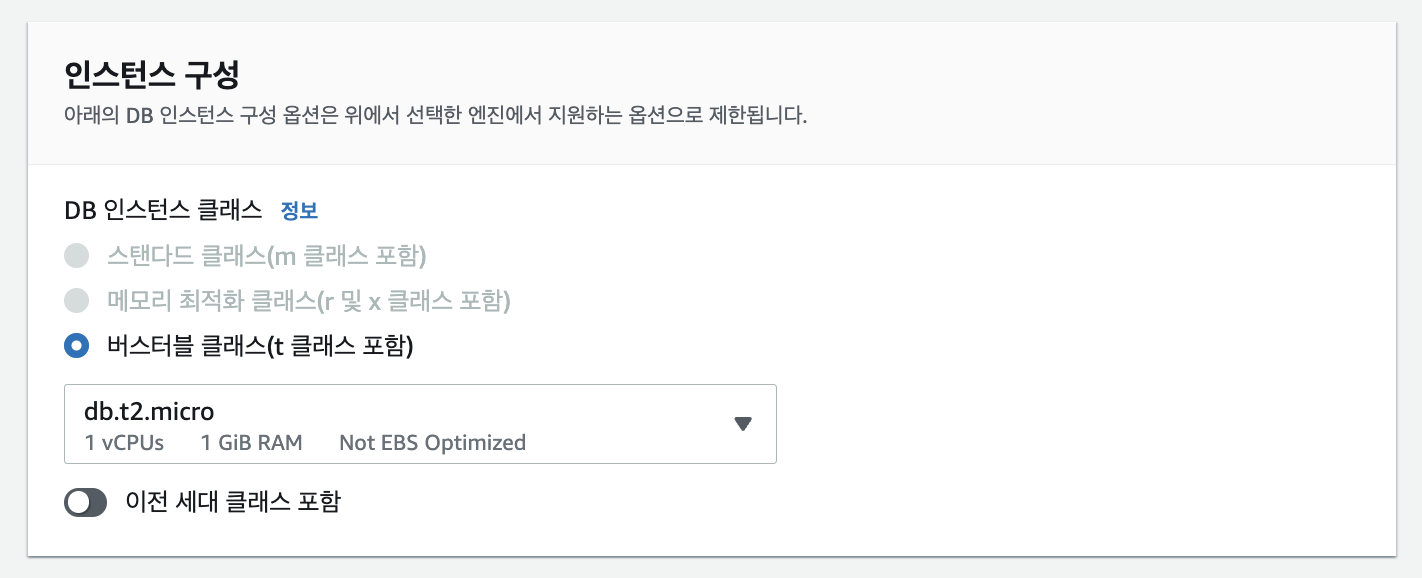 인스턴스 구성
아래의 DB 인스턴스 구성 옵션은 위에서 선택한 엔진에서 지원하는 옵션으로 제한됩니다.
DB 인스턴스 클래스 정보
스탠다드 클래스(m 클래스 포함)
메모리 최적화 클래스(r 및 x 클래스 포함)
버스터블 클래스(t 클래스 포함)
db.t2.micro
1 vCPUs 1 GiB RAM Not EBS Optimized
이전 세대 클래스 포함